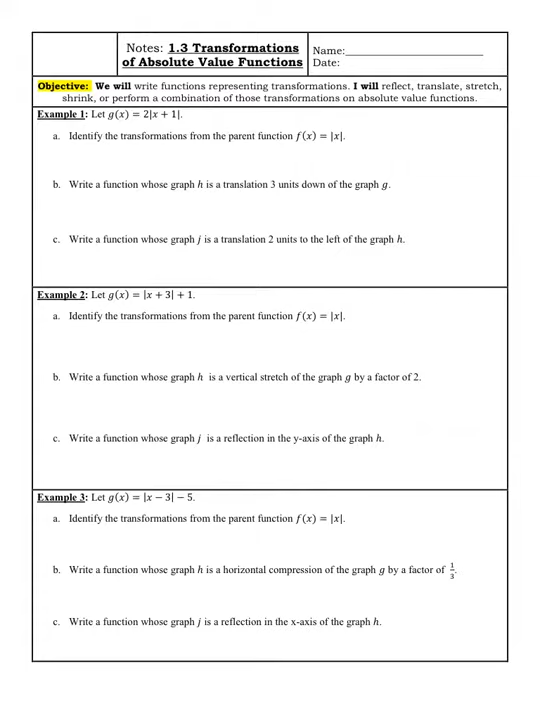 Notes: 1.3 Transformations
of Absolute Value Functions
Name:____________________________
Date:
Objective: We will write functions representing transformations. I will reflect, translate, stretch,
shrink, or perform a combination of those transformations on absolute value functions.
Example 1: Let g(x) = 2|x + 1|.
a. Identify the transformations from the parent function f(x) = |x|.
b. Write a function whose graph h is a translation 3 units down of the graph g.
c. Write a function whose graph j is a translation 2 units to the left of the graph h.
Example 2: Let g(x) = |x + 3| + 1.
a. Identify the transformations from the parent function f(x) = |x|.
b. Write a function whose graph h is a vertical stretch of the graph g by a factor of 2.
c. Write a function whose graph j is a reflection in the y-axis of the graph h.
Example 3: Let g(x) = |x − 3| − 5.
a. Identify the transformations from the parent function f(x) = |x|.
b. Write a function whose graph h is a horizontal compression of the graph g by a factor of 1/3.
c. Write a function whose graph j is a reflection in the x-axis of the graph h.